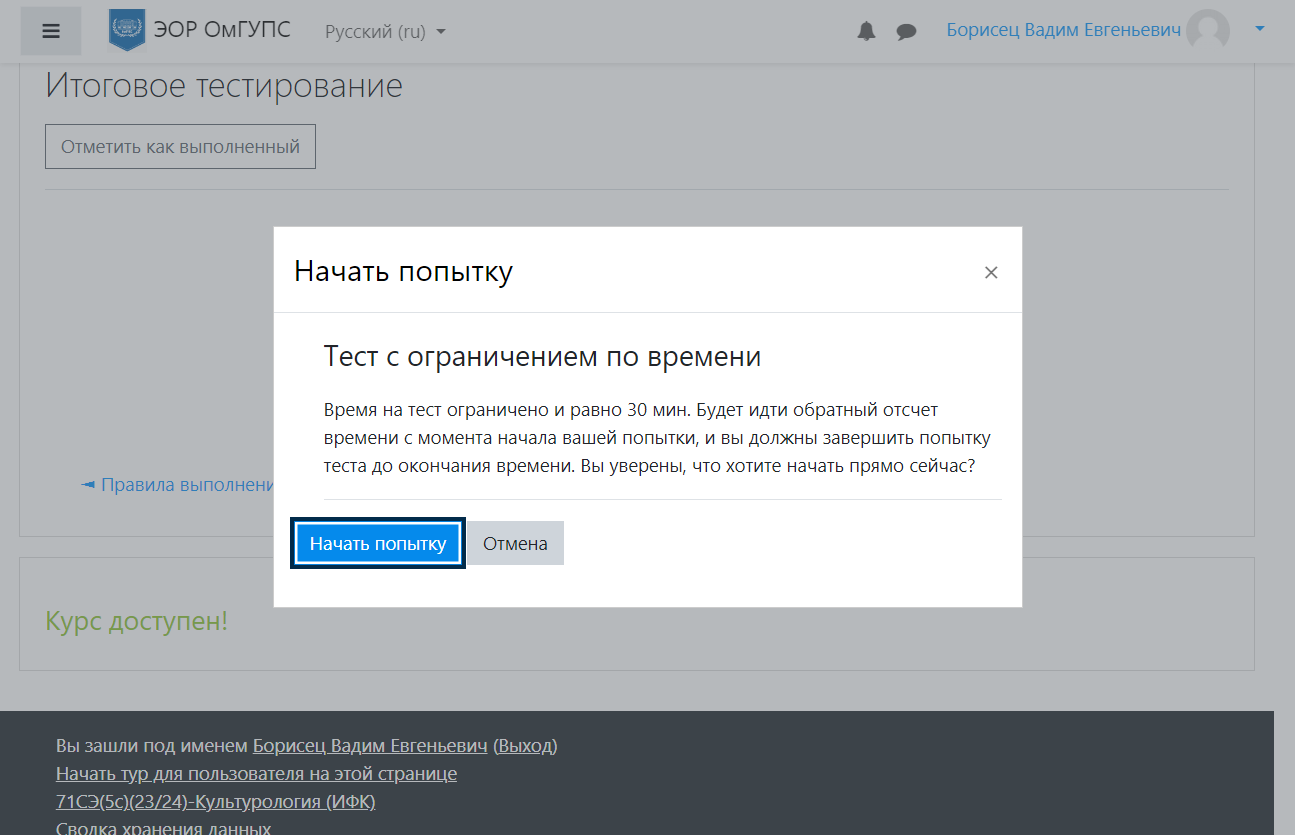 ЭОР ОмГУПС
Русский (ru)
Борисец Вадим Евгеньевич
Итоговое тестирование
Отметить как выполненный
Начать попытку
×
Тест с ограничением по времени
Время на тест ограничено и равно 30 мин. Будет идти обратный отсчет
времени с момента начала вашей попытки, и вы должны завершить попытку
теста до окончания времени. Вы уверены, что хотите начать прямо сейчас?
◄ Правила выполнени
Начать попытку
Отмена
Курс доступен!
Вы зашли под именем Борисец Вадим Евгеньевич (Выход)
Начать тур для пользователя на этой странице
71СЭ(5с)(23/24)-Культурология (ИФК)
Сводка хранения данных